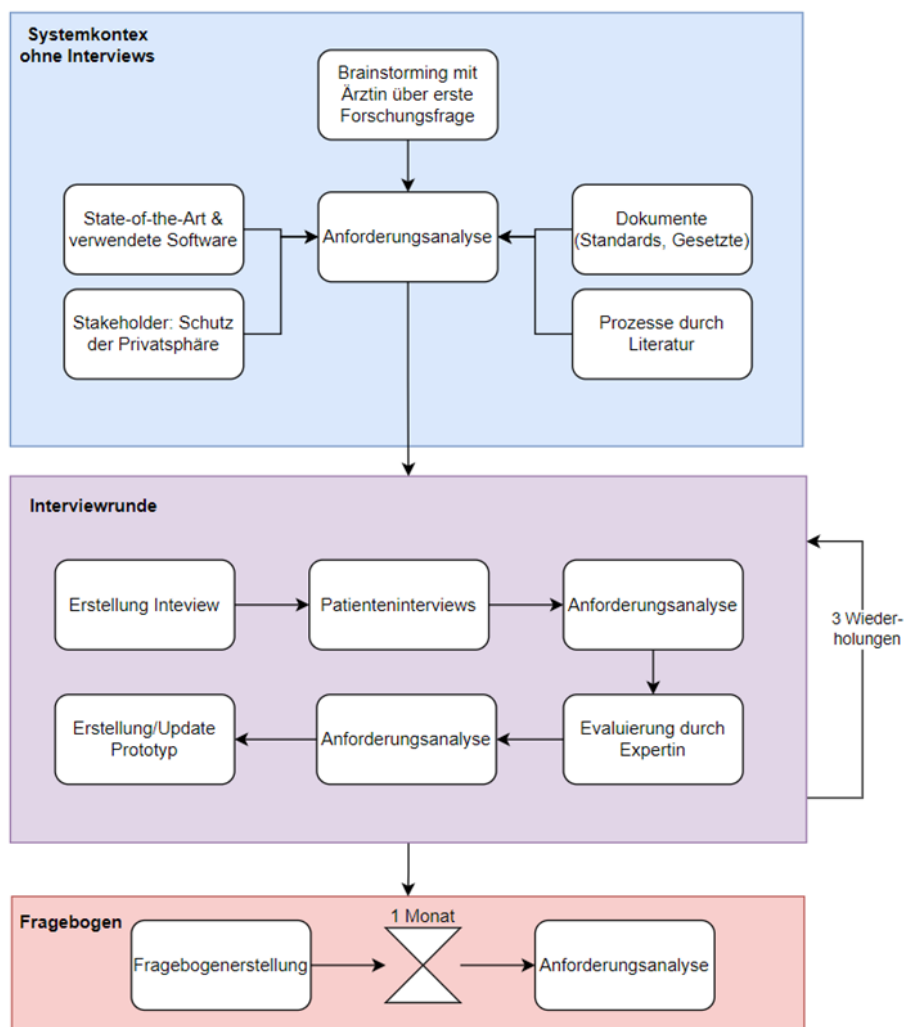 Systemkontex
ohne Interviews
Brainstorming mit
Ärztin über erste
Forschungsfrage
State-of-the-Art &
verwendete Software
Anforderungsanalyse
Dokumente
(Standards, Gesetzte)
Stakeholder: Schutz
der Privatsphäre
Prozesse durch
Literatur
Interviewrunde
Erstellung Inteview
Patienteninterviews
Anforderungsanalyse
3 Wieder-
holungen
Erstellung/Update
Prototyp
Anforderungsanalyse
Evaluierung durch
Expertin
Fragebogen
1 Monat
Fragebogenerstellung
Anforderungsanalyse